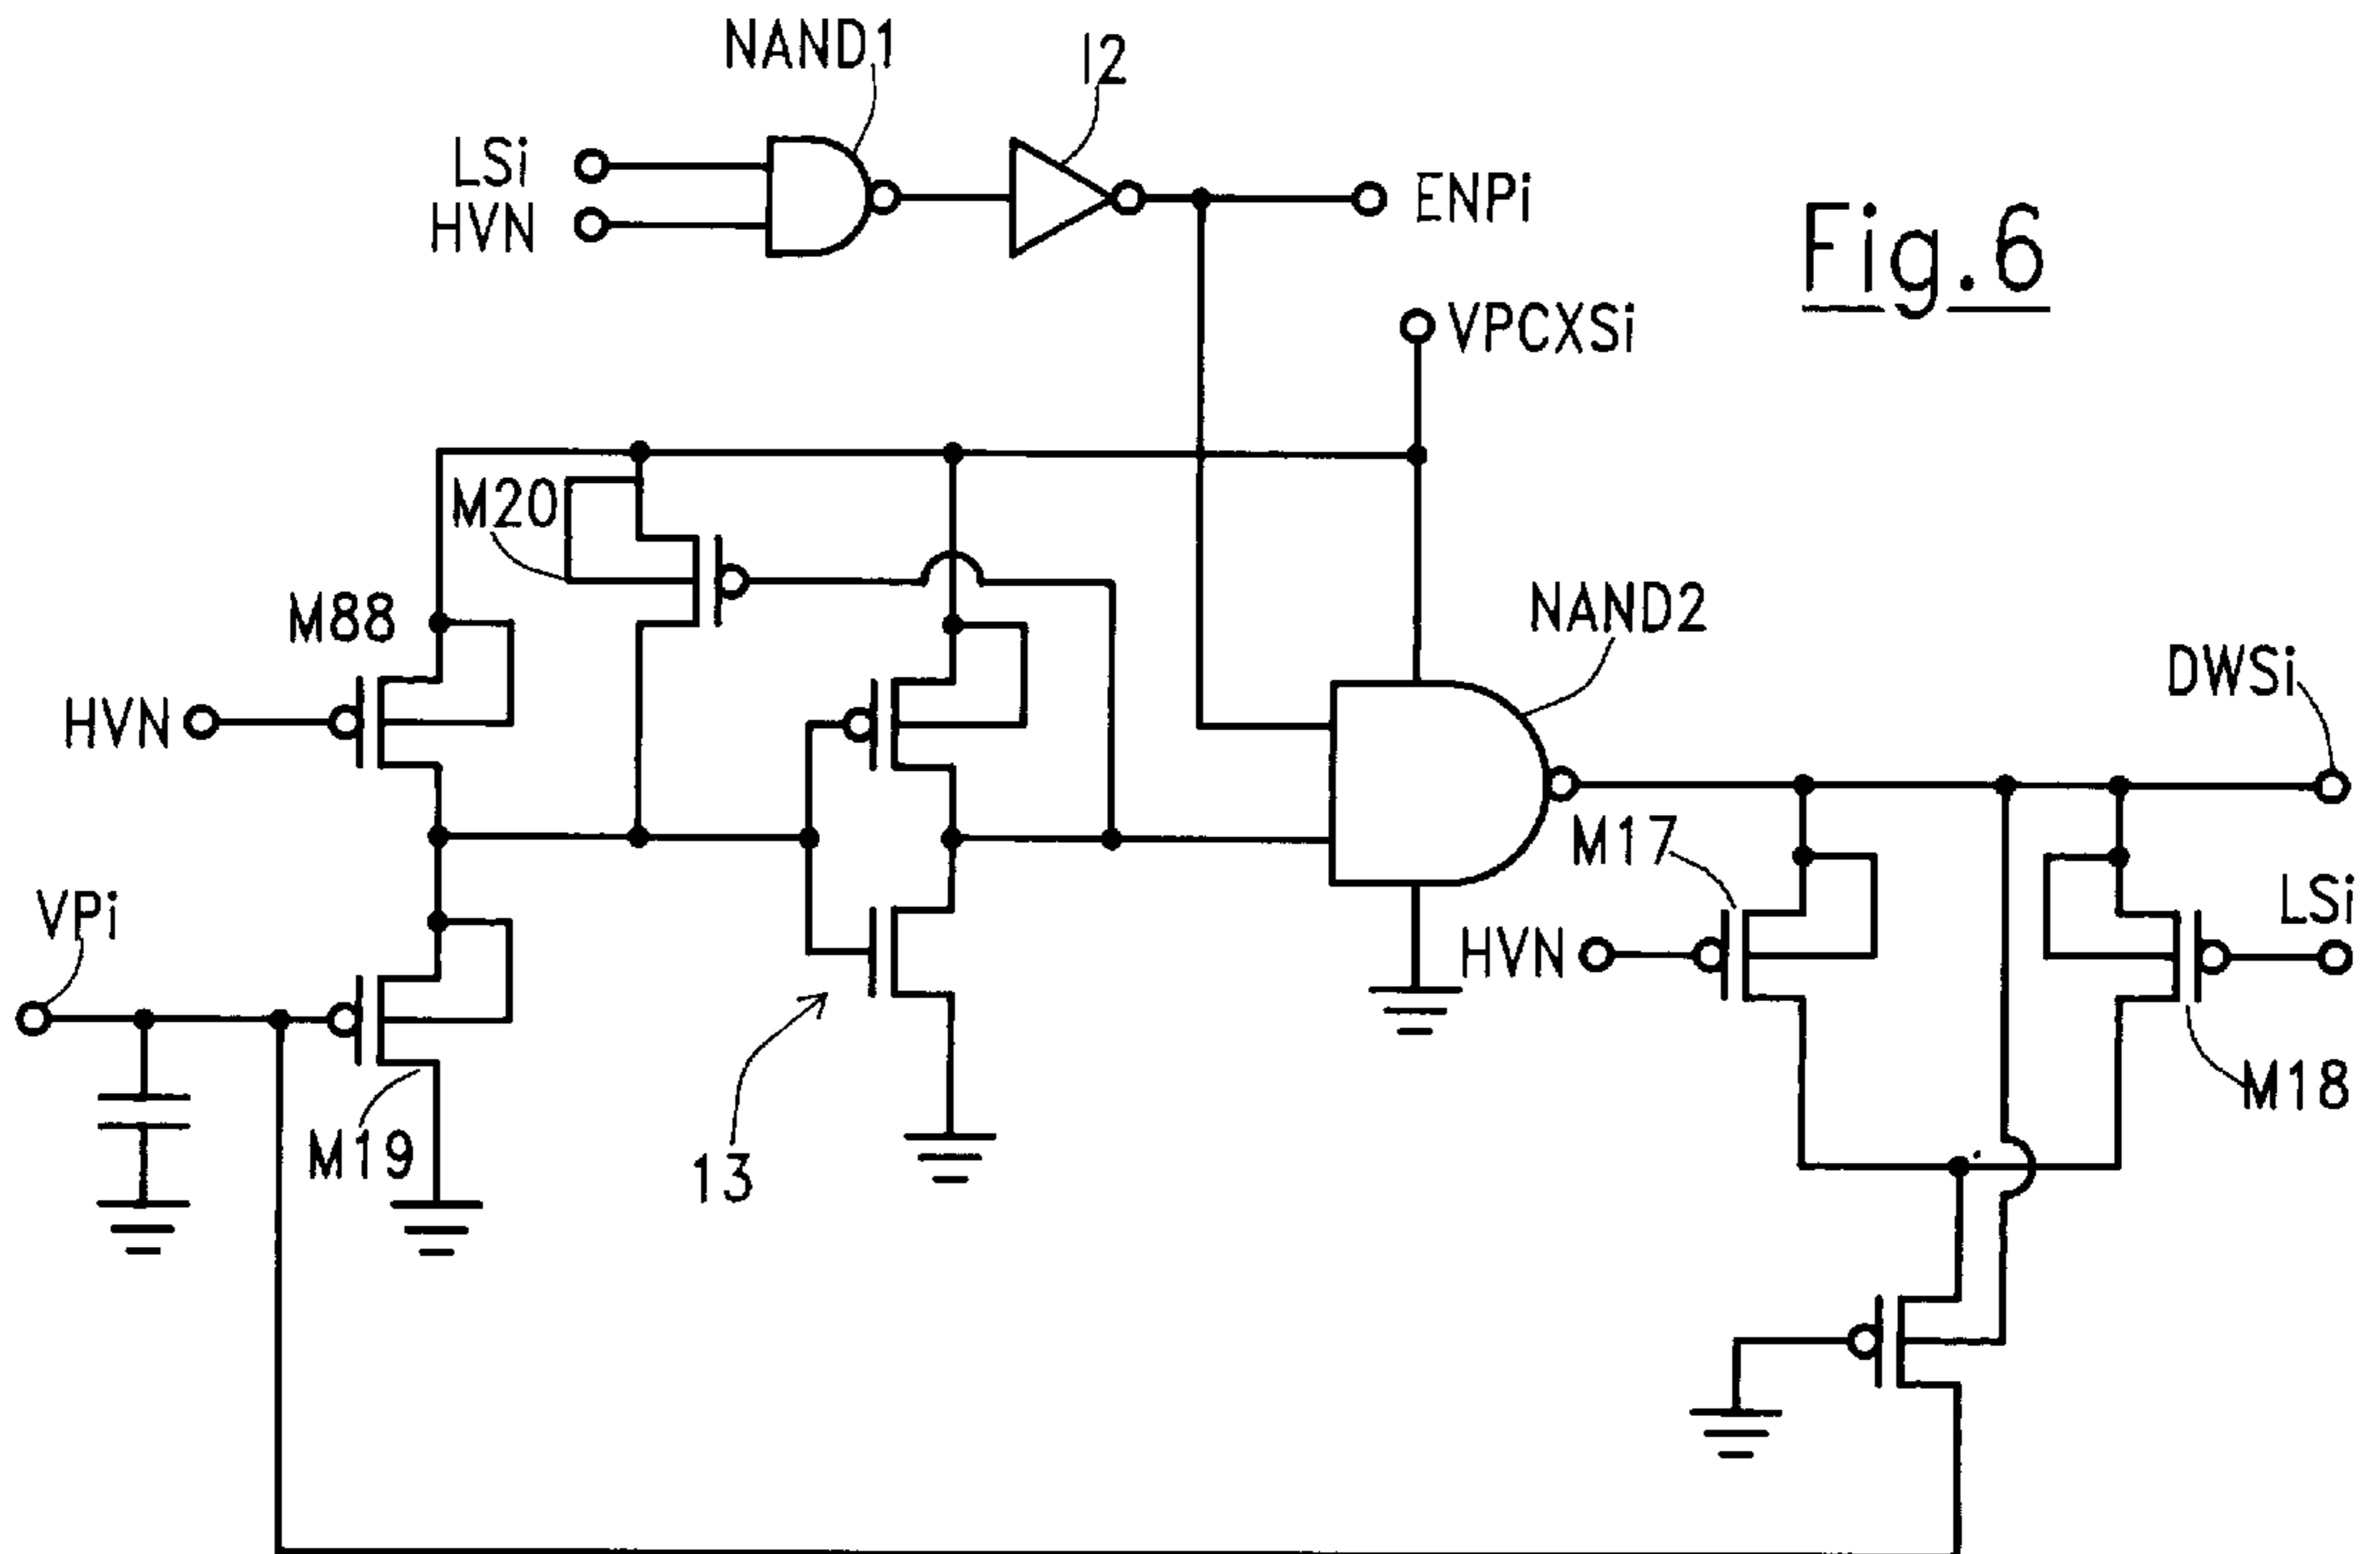 NAND1
I2
LSi
HVN
ENPi
Fig.6
VPCXSi
M20
M88
NAND2
DWSi
HVN
M17
LSi
VPi
HVN
M18
M19
13